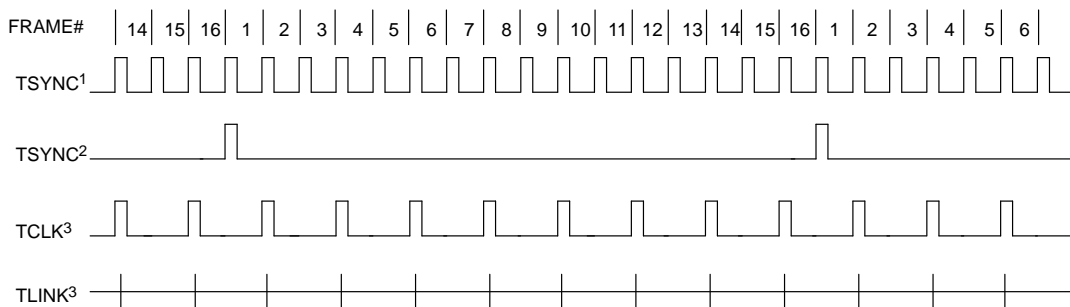 FRAME# 14 15 16 1 2 3 4 5 6 7 8 9 10 11 12 13 14 15 16 1 2 3 4 5 6
TSYNC1
TSYNC2
TCLK3
TLINK3